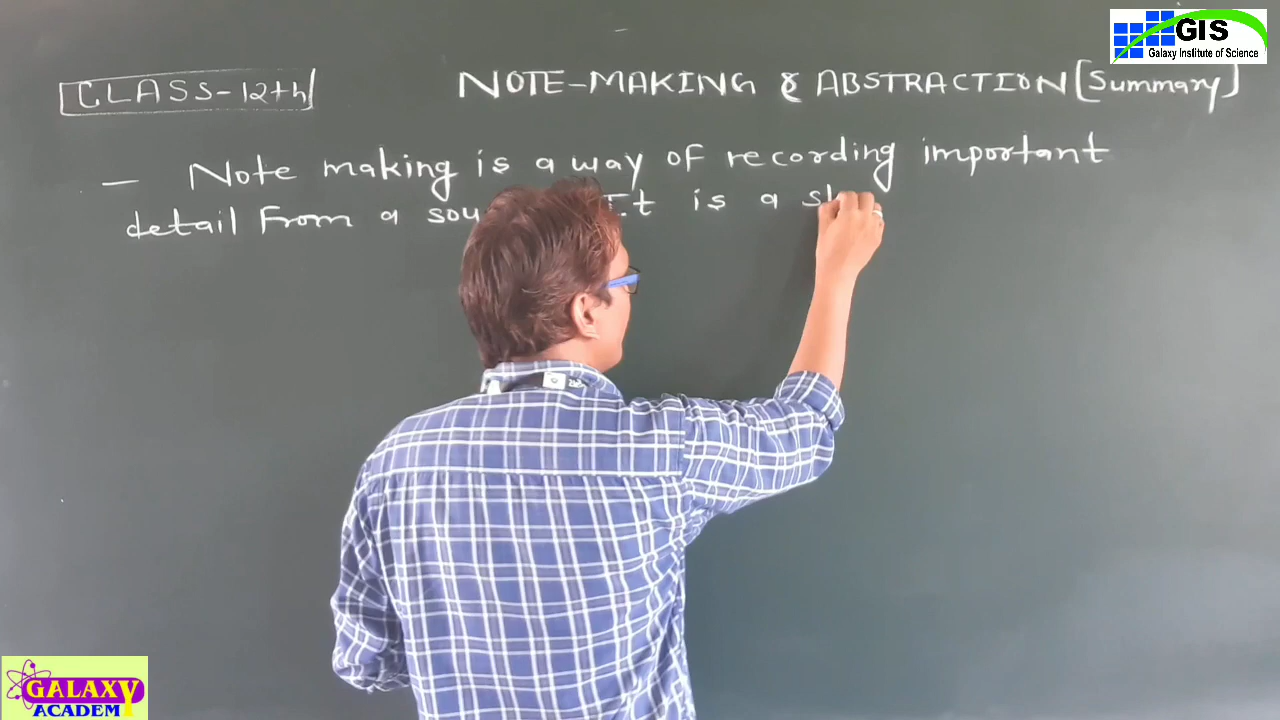 GIS
Galaxy Institute of Science
CLASS-12th
NOTE-MAKING & ABSTRACTION [Summary]
— Note making is a way of recording important
detail from a It is a
GALAXY
ACADEM